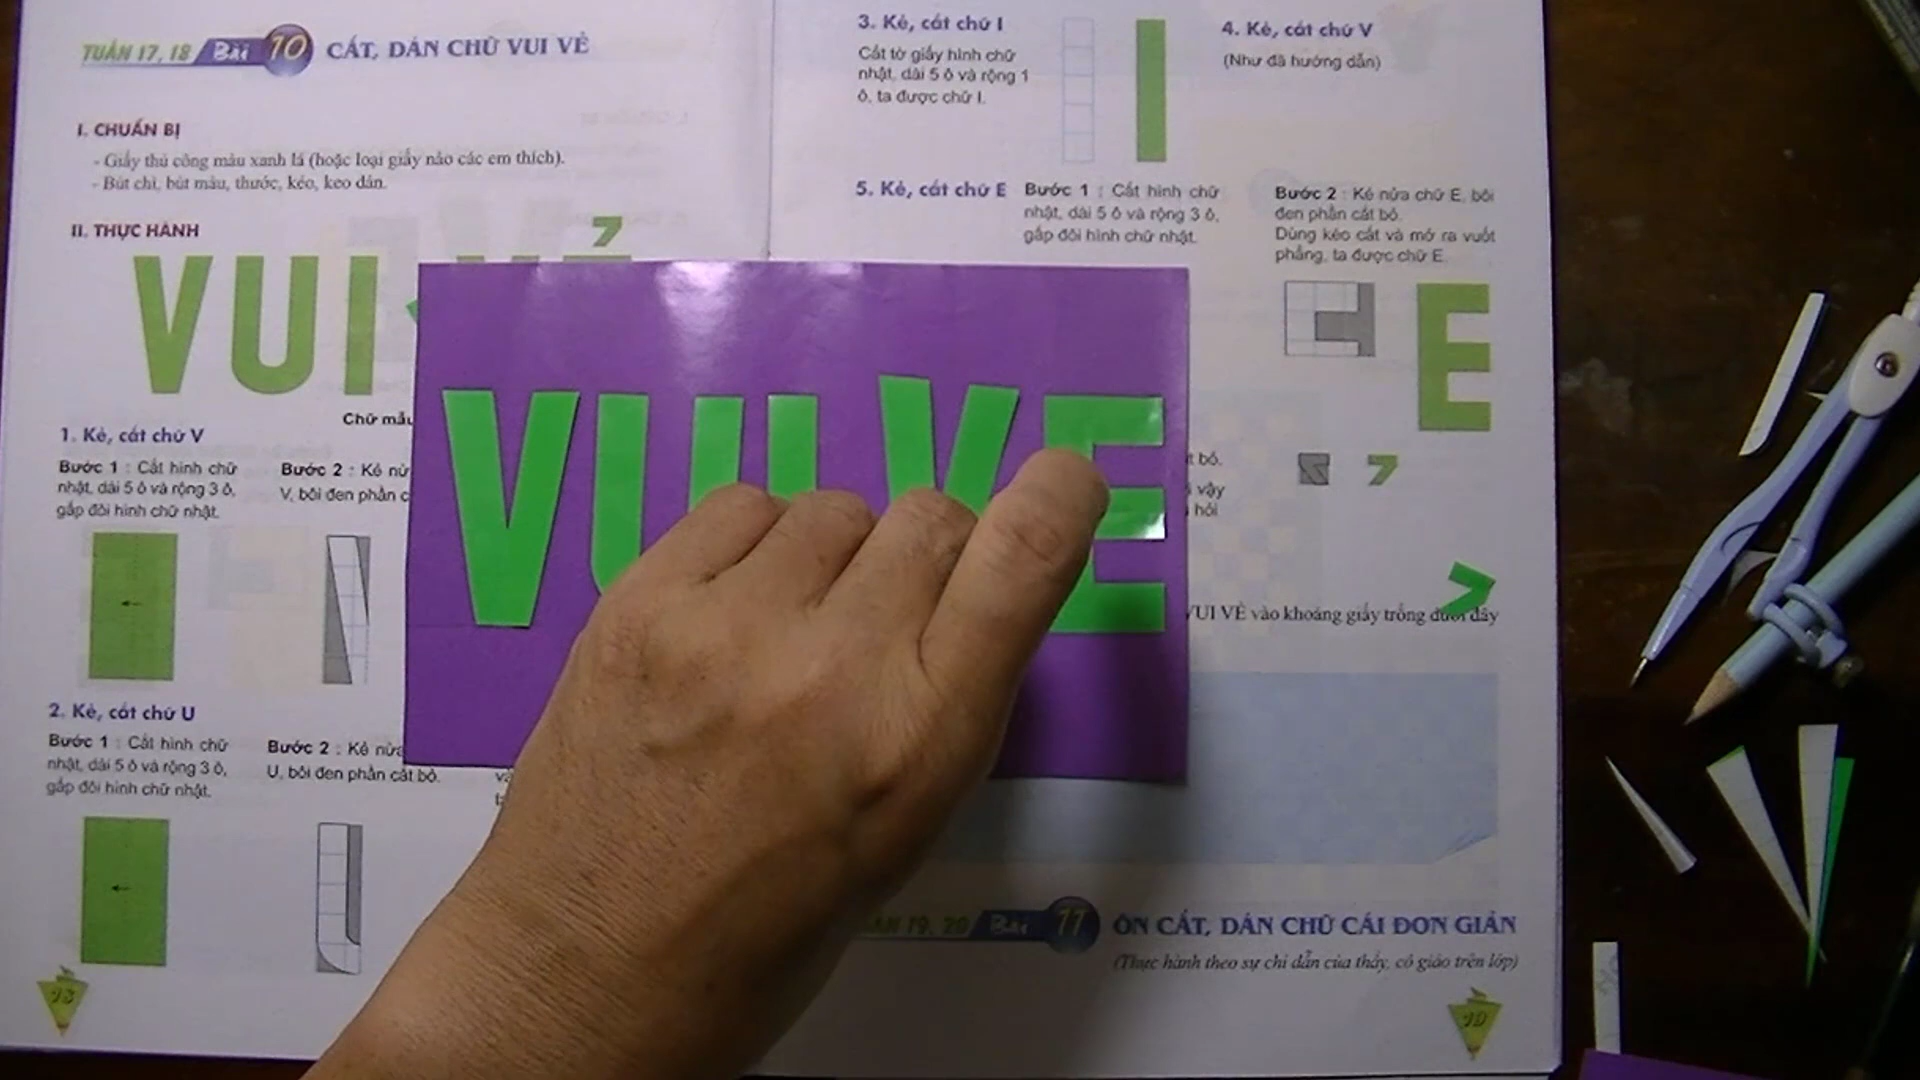 TUẦN 17, 18 Bài 10 CẮT, DÁN CHỮ VUI VẺ
I. CHUẨN BỊ
- Giấy thủ công màu xanh lá (hoặc loại giấy nào các em thích).
- Bút chì, bút màu, thước, kéo, keo dán.
II. THỰC HÀNH
VUI
Chữ mẫu
1. Kẻ, cắt chữ V
Bước 1 : Cắt hình chữ
nhật, dài 5 ô và rộng 3 ô,
gấp đôi hình chữ nhật.
Bước 2 : Kẻ nử
V, bôi đen phần c
2. Kẻ, cắt chữ U
Bước 1 : Cắt hình chữ
nhật, dài 5 ô và rộng 3 ô,
gấp đôi hình chữ nhật.
Bước 2 : Kẻ nửa
U, bôi đen phần cắt bỏ.
18
VUI VE
3. Kẻ, cắt chữ I
Cắt tờ giấy hình chữ
nhật, dài 5 ô và rộng 1
ô, ta được chữ I.
4. Kẻ, cắt chữ V
(Như đã hướng dẫn)
5. Kẻ, cắt chữ E
Bước 1 : Cắt hình chữ
nhật, dài 5 ô và rộng 3 ô,
gấp đôi hình chữ nhật.
Bước 2 : Kẻ nửa chữ E, bôi
đen phần cắt bỏ.
Dùng kéo cắt và mở ra vuốt
phẳng, ta được chữ E.
E
t bỏ.
vậy
hỏi
VUI VẺ vào khoảng giấy trống dưới đây
19, 20 Bài 11 ÔN CẮT, DÁN CHỮ CÁI ĐƠN GIẢN
(Thực hành theo sự chỉ dẫn của thầy, cô giáo trên lớp)
19